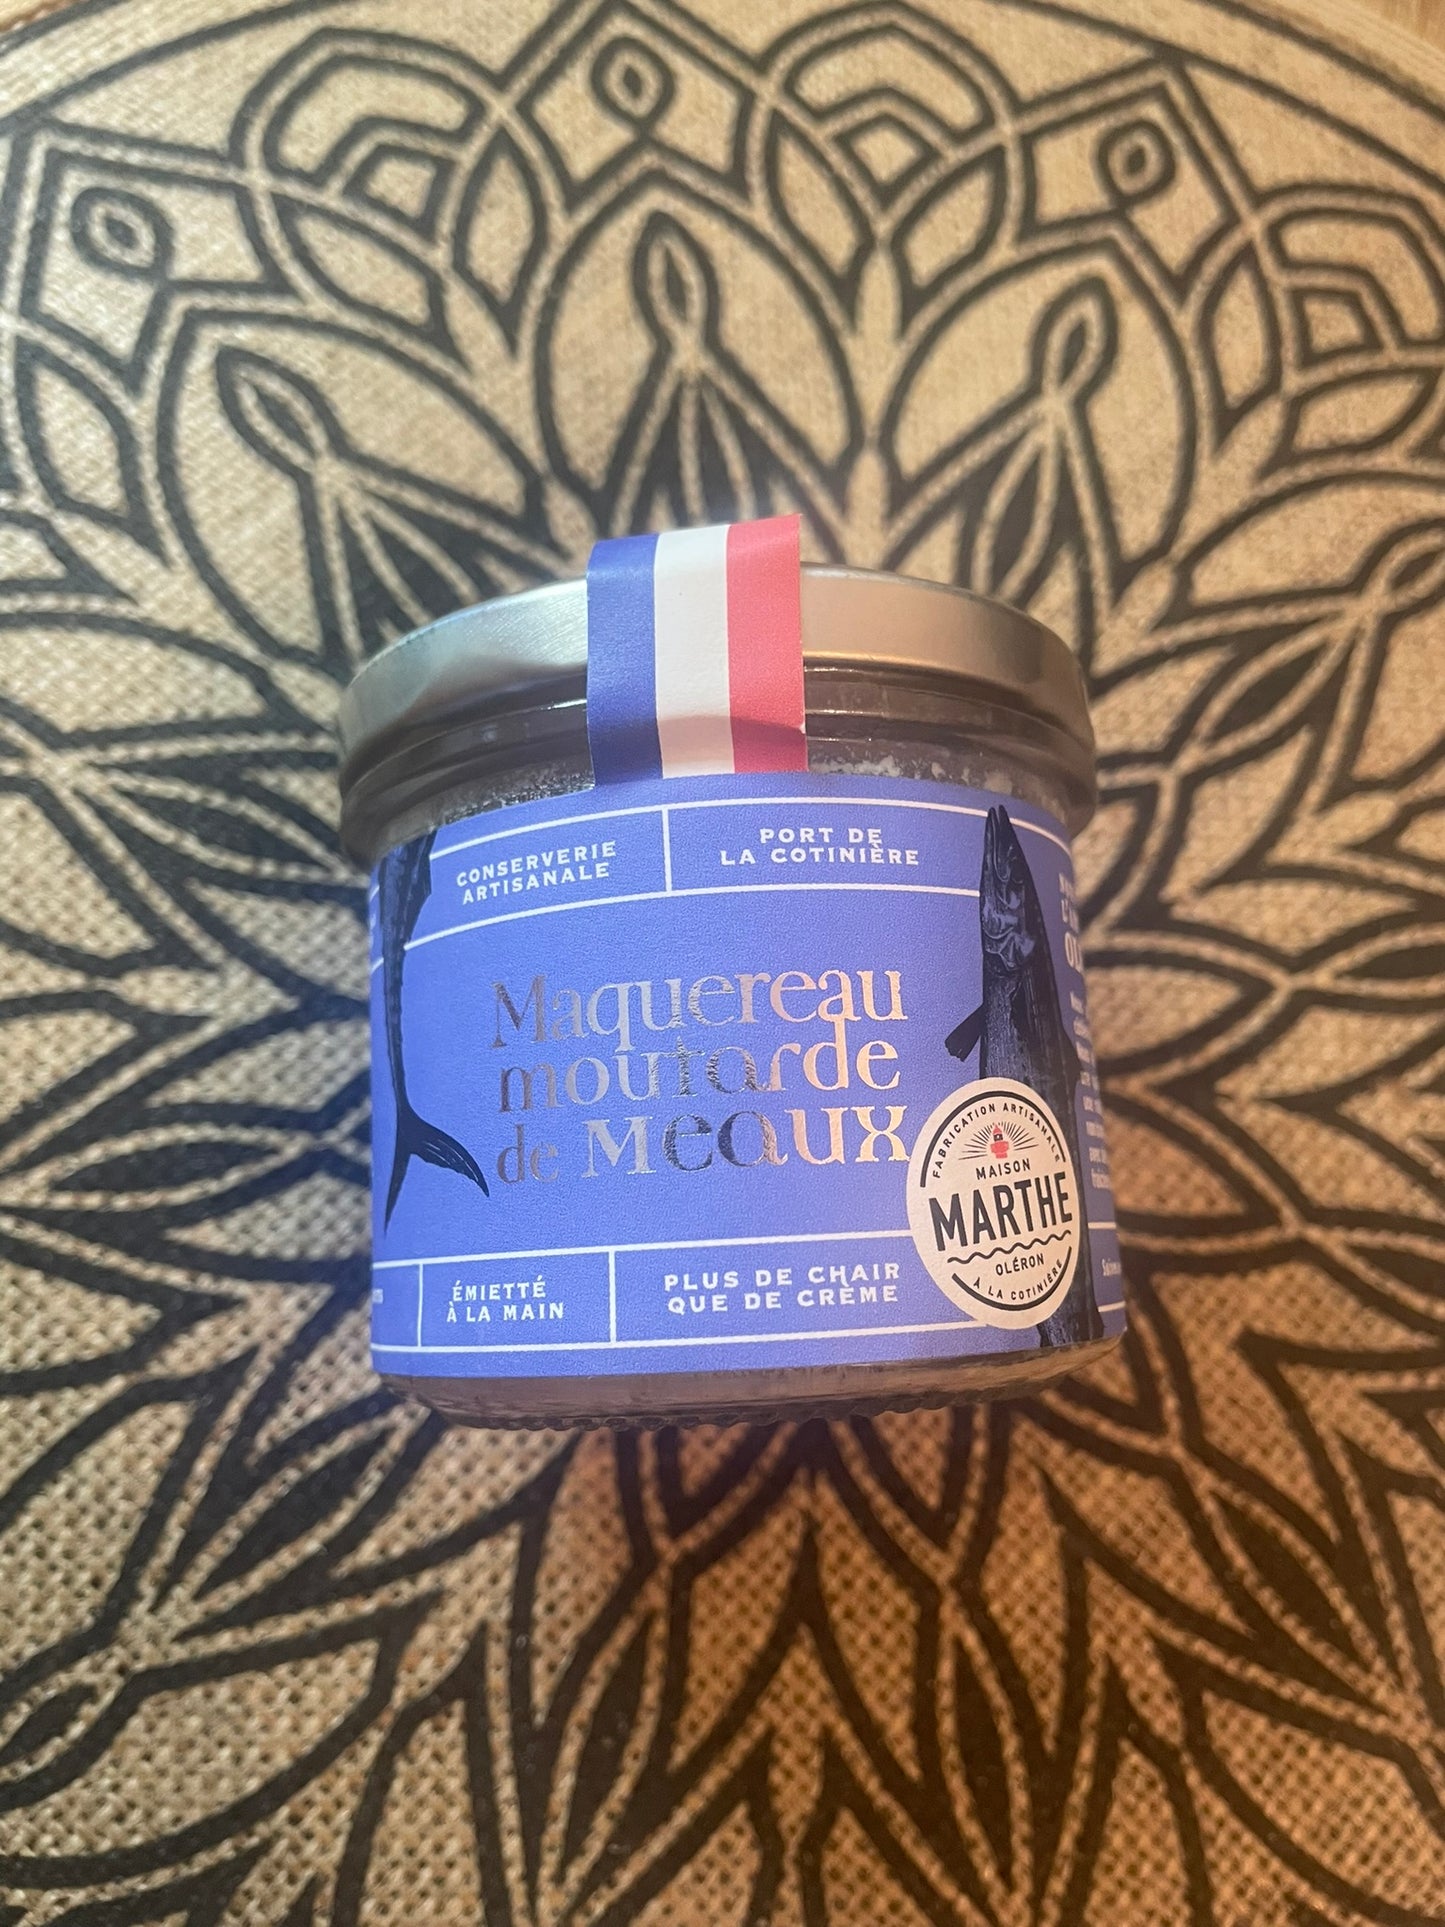 CONSERVERIE
ARTISANALE
PORT DE
LA COTINIÈRE
Maquereau
moutarde
de Meaux
FABRICATION ARTISANALE
MAISON
MARTHE
OLÉRON
À LA COTINIÈRE
ÉMIETTÉ
À LA MAIN
PLUS DE CHAIR
QUE DE CRÈME